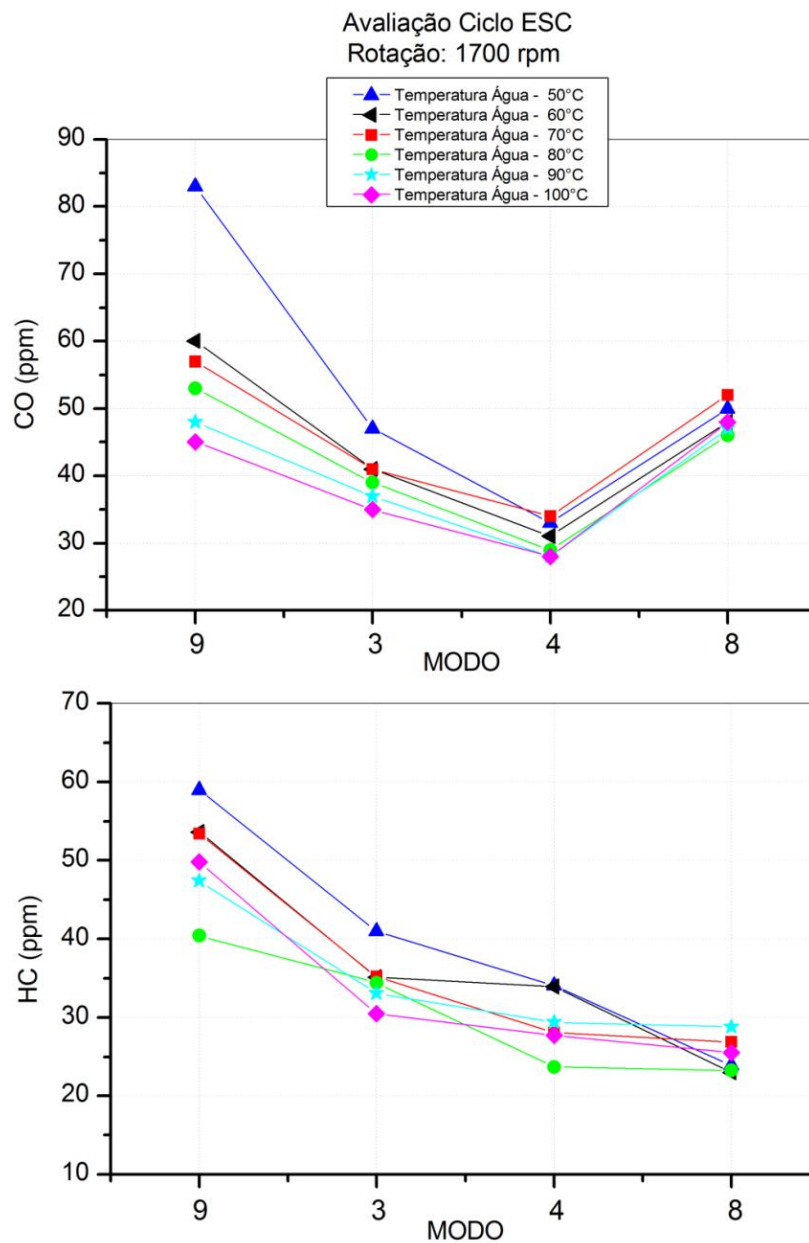 Avaliação Ciclo ESC
Rotação: 1700 rpm
Temperatura Água - 50°C
Temperatura Água - 60°C
Temperatura Água - 70°C
Temperatura Água - 80°C
Temperatura Água - 90°C
Temperatura Água - 100°C
90
80
70
60
50
40
30
20
CO (ppm)
9 3 4 8
MODO
70
60
50
40
30
20
10
HC (ppm)
9 3 4 8
MODO